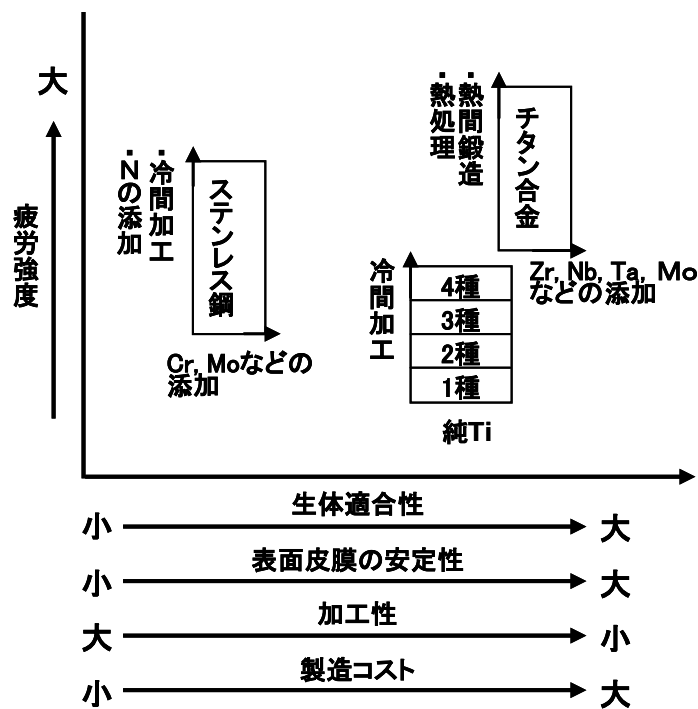 大
疲労強度
・Nの添加
・冷間加工
ステンレス鋼
Cr, Moなどの
添加
冷間加工
4種
3種
2種
1種
純Ti
・熱処理
・熱間鍛造
チタン合金
Zr, Nb, Ta, Mo
などの添加
生体適合性
小 大
表面皮膜の安定性
小 大
加工性
大 小
製造コスト
小 大